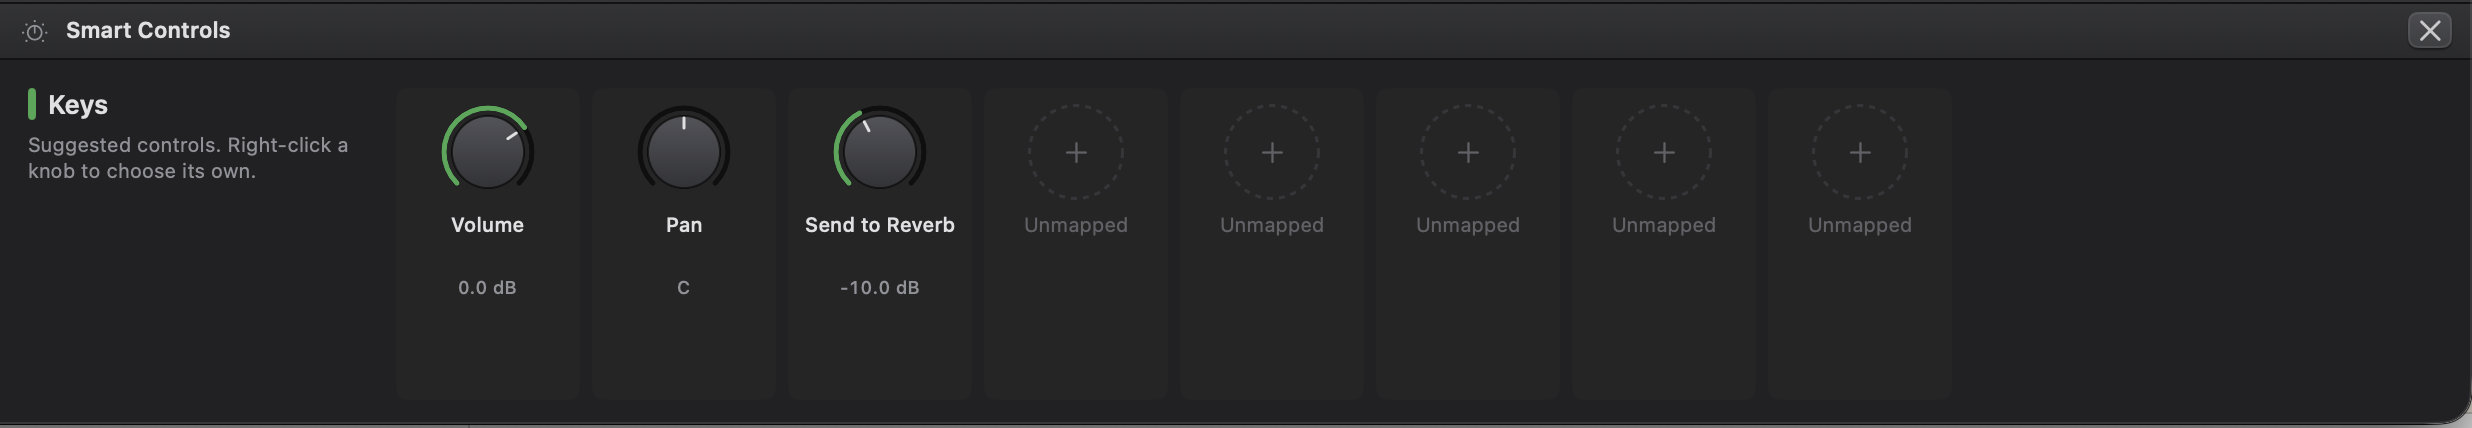 Smart Controls
Keys
Suggested controls. Right-click a
knob to choose its own.
Volume
0.0 dB
Pan
C
Send to Reverb
-10.0 dB
Unmapped
Unmapped
Unmapped
Unmapped
Unmapped